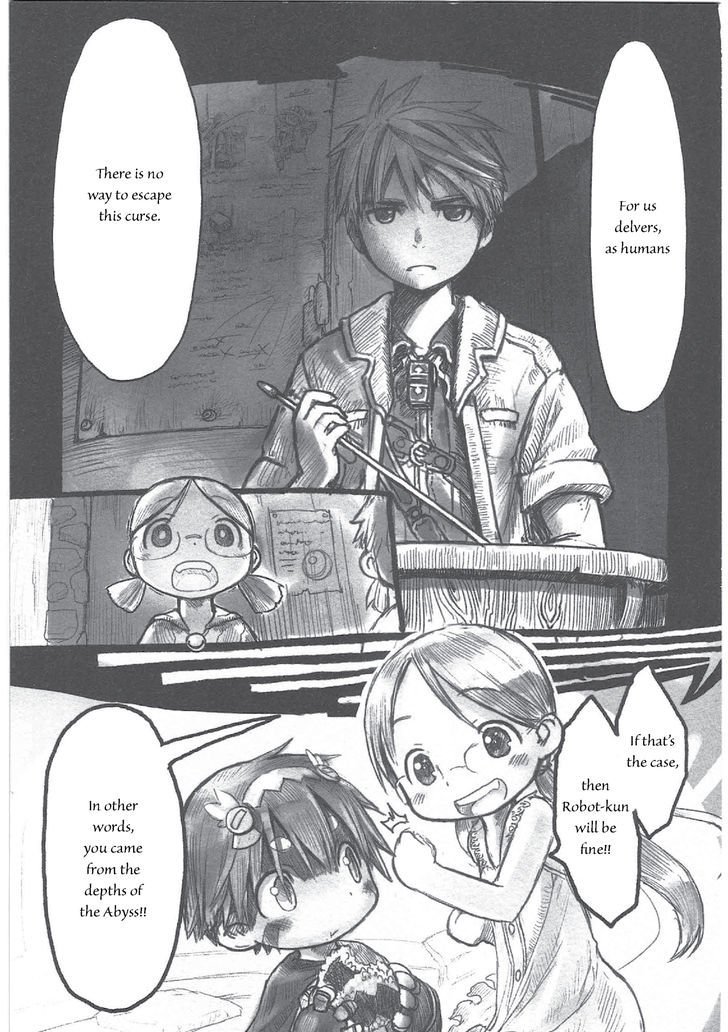 For us
delvers,
as humans
There is no
way to escape
this curse.
If that's
the case,
then
Robot-kun
will be
fine!!
In other
words,
you came
from the
depths of
the Abyss!!